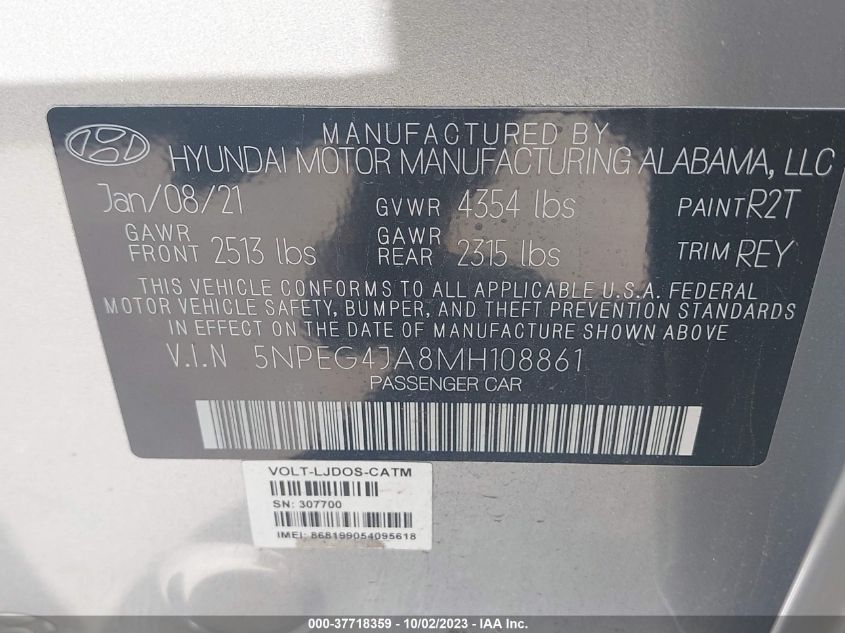 MANUFACTURED BY
HYUNDAI MOTOR MANUFACTURING ALABAMA, LLC
Jan/08/21 GVWR 4354 lbs PAINT R2T
GAWR FRONT 2513 lbs GAWR REAR 2315 lbs TRIM REY
THIS VEHICLE CONFORMS TO ALL APPLICABLE U.S.A. FEDERAL
MOTOR VEHICLE SAFETY, BUMPER, AND THEFT PREVENTION STANDARDS
IN EFFECT ON THE DATE OF MANUFACTURE SHOWN ABOVE
V.I.N 5NPEG4JA8MH108861
PASSENGER CAR
VOLT-LJDOS-CATM
SN: 307700
IMEI: 868199054095618
000-37718359 - 10/02/2023 - IAA Inc.